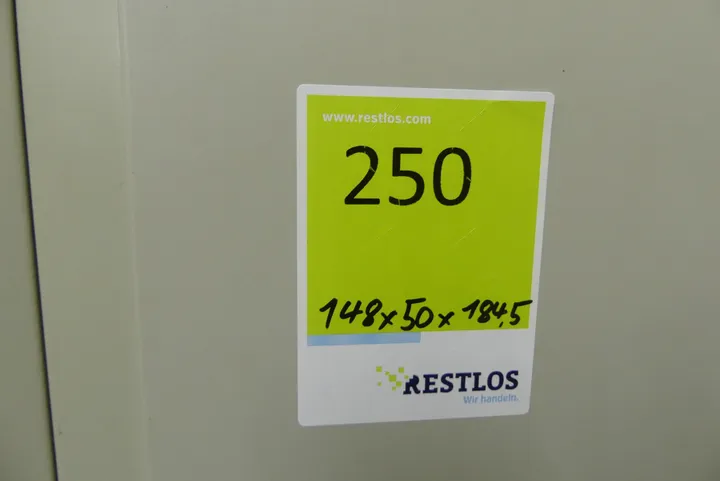 www.restlos.com
250
148x50x184,5
RESTLOS
Wir handeln.